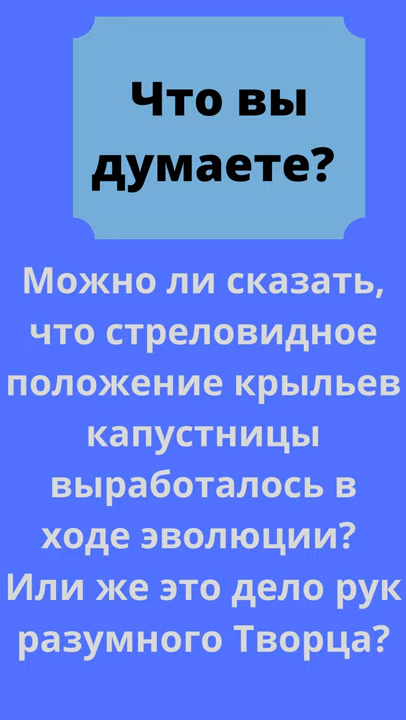 Что вы
думаете?
Можно ли сказать,
что стреловидное
положение крыльев
капустницы
выработалось в
ходе эволюции?
Или же это дело рук
разумного Творца?